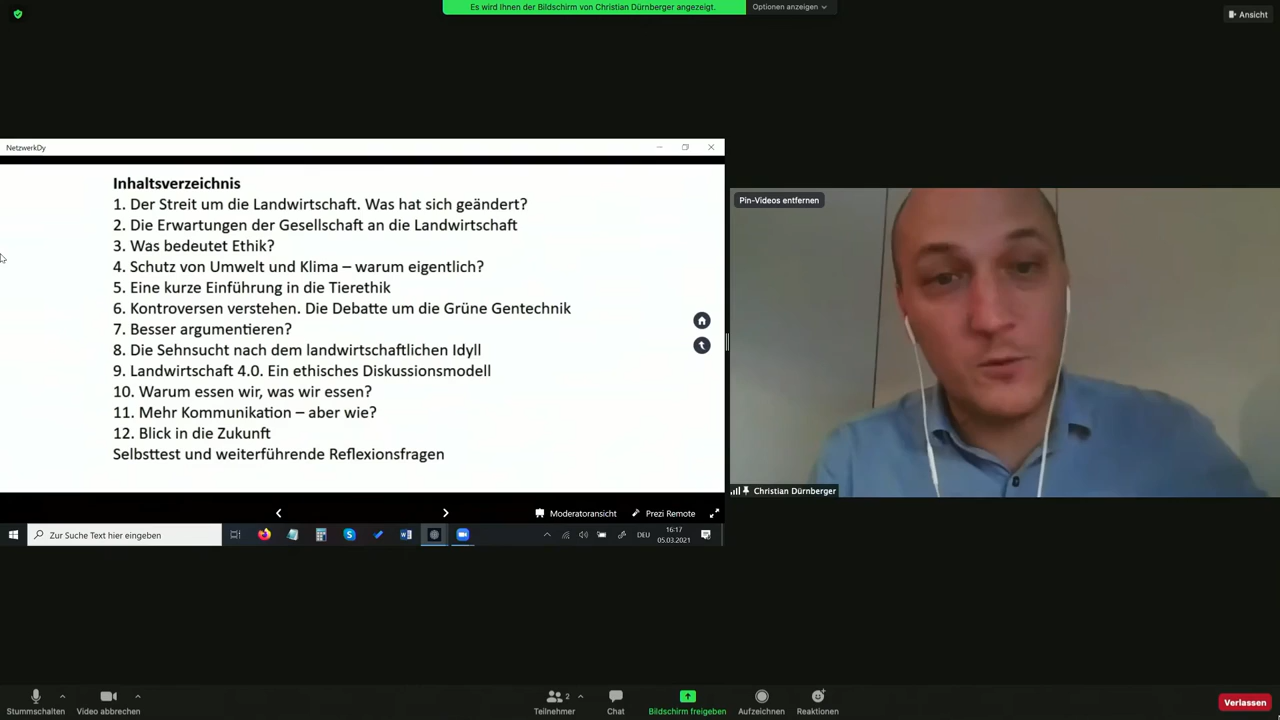 Es wird Ihnen der Bildschirm von Christian Dürnberger angezeigt.
Optionen anzeigen
Ansicht
NetzwerkDy
Inhaltsverzeichnis
1. Der Streit um die Landwirtschaft. Was hat sich geändert?
2. Die Erwartungen der Gesellschaft an die Landwirtschaft
3. Was bedeutet Ethik?
4. Schutz von Umwelt und Klima – warum eigentlich?
5. Eine kurze Einführung in die Tierethik
6. Kontroversen verstehen. Die Debatte um die Grüne Gentechnik
7. Besser argumentieren?
8. Die Sehnsucht nach dem landwirtschaftlichen Idyll
9. Landwirtschaft 4.0. Ein ethisches Diskussionsmodell
10. Warum essen wir, was wir essen?
11. Mehr Kommunikation – aber wie?
12. Blick in die Zukunft
Selbsttest und weiterführende Reflexionsfragen
Moderatoransicht
Prezi Remote
Zur Suche Text hier eingeben
DEU
16:17
05.03.2021
Pin-Videos entfernen
Christian Dürnberger
Stummschalten
Video abbrechen
2
Teilnehmer
Chat
Bildschirm freigeben
Aufzeichnen
Reaktionen
Verlassen